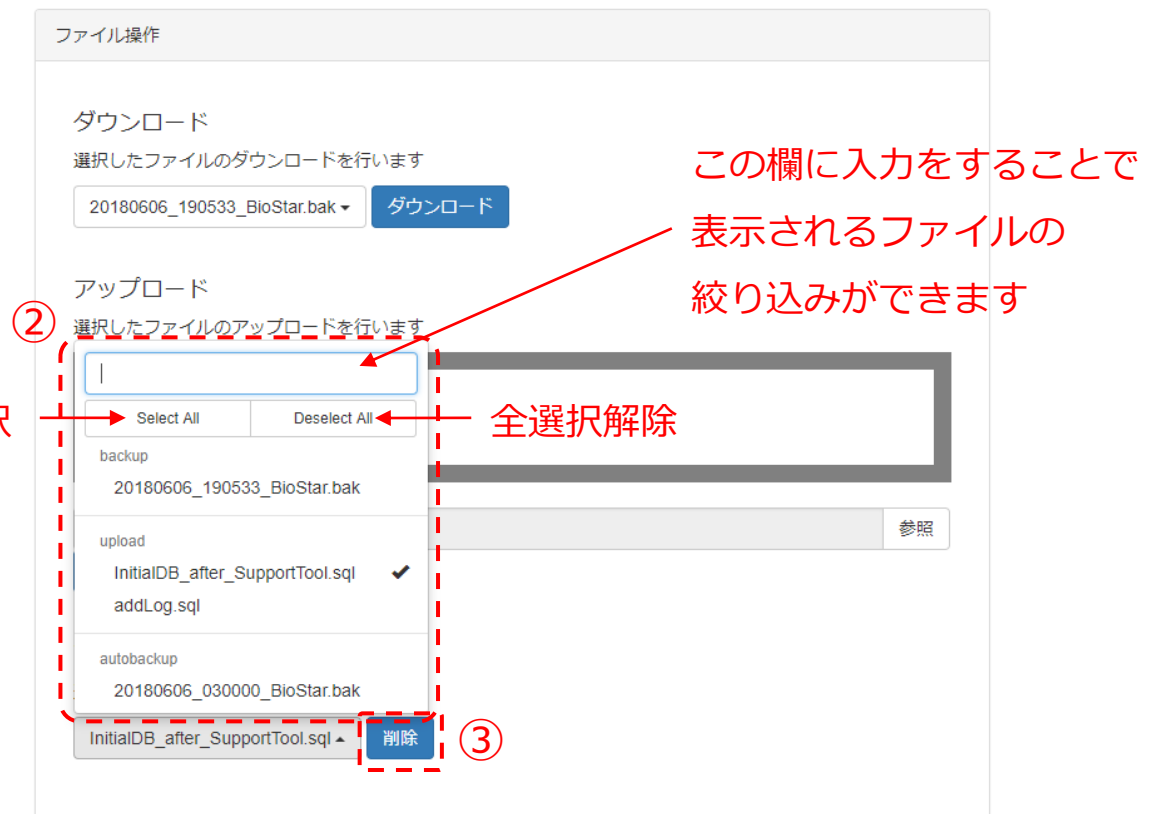 ファイル操作
ダウンロード
選択したファイルのダウンロードを行います
20180606_190533_BioStar.bak
ダウンロード
この欄に入力をすることで
表示されるファイルの
絞り込みができます
アップロード
②
選択したファイルのアップロードを行います
択
Select All
Deselect All
全選択解除
backup
20180606_190533_BioStar.bak
参照
upload
InitialDB_after_SupportTool.sql
addLog.sql
autobackup
20180606_030000_BioStar.bak
InitialDB_after_SupportTool.sql
削除
③